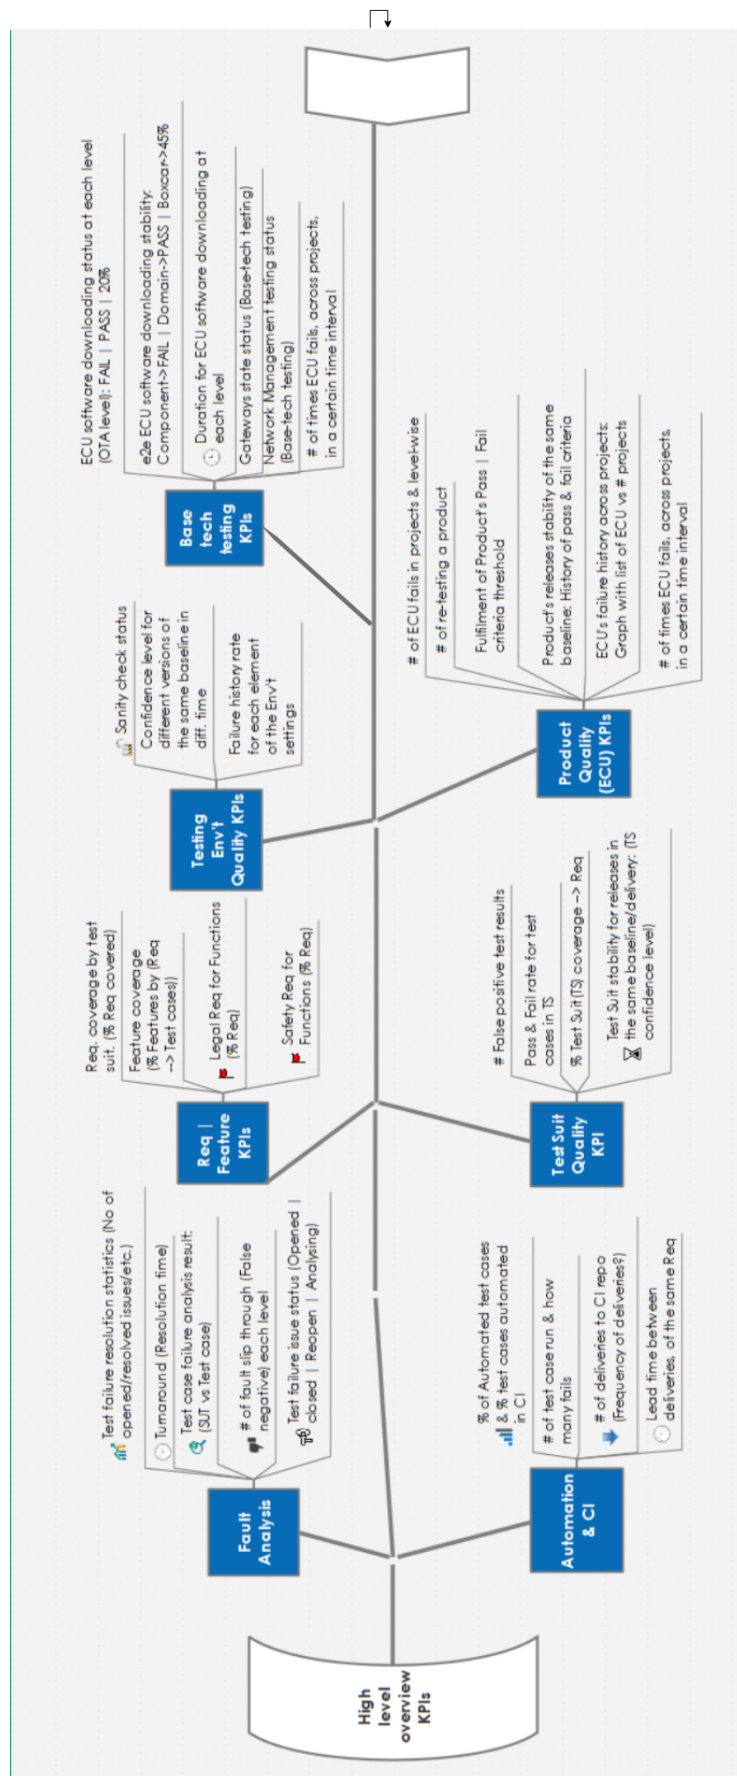 High
level
overview
KPIs
Fault
Analysis
Test failure resolution statistics (No of
opened/resolved issues/etc.)
Turnaround (Resolution time)
Test case failure analysis result:
(SUT vs Test case)
# of fault slip through (False
negative) each level
Test failure issue status (Opened |
closed | Reopen | Analysing)
Req |
Feature
KPIs
Req. coverage by test
suit. (% Req covered)
Feature coverage
(% Features by (Req
--> Test cases))
Legal Req for Functions
(% Req)
Safety Req for
Functions (% Req)
Testing
Env't
Quality KPIs
Sanity check status
Confidence level for
different versions of
the same baseline in
diff. time
Failure history rate
for each element
of the Env't
settings
Base
tech
testing
KPIs
ECU software downloading status at each level
(OTA level): FAIL | PASS | 20%
e2e ECU software downloading stability:
Component->FAIL | Domain->PASS | Boxcar->45%
Duration for ECU software downloading at
each level
Gateways state status (Base-tech testing)
Network Management testing status
(Base-tech testing)
# of times ECU fails, across projects,
in a certain time interval
Automation
& CI
% of Automated test cases
& % test cases automated
in CI
# of test case run & how
many fails
# of deliveries to CI repo
(Frequency of deliveries?)
Lead time between
deliveries, of the same Req
Test Suit
Quality
KPI
# False positive test results
Pass & Fail rate for test
cases in TS
% Test Suit(TS) coverage --> Req
Test Suit stability for releases in
the same baseline/delivery: (TS
confidence level)
Product
Quality
(ECU) KPIs
# of ECU fails in projects & level-wise
# of re-testing a product
Fulfilment of Product's Pass | Fail
criteria threshold
Product's releases stability of the same
baseline: History of pass & fail criteria
ECU's failure history across projects:
Graph with list of ECU vs # projects
# of times ECU fails, across projects,
in a certain time interval